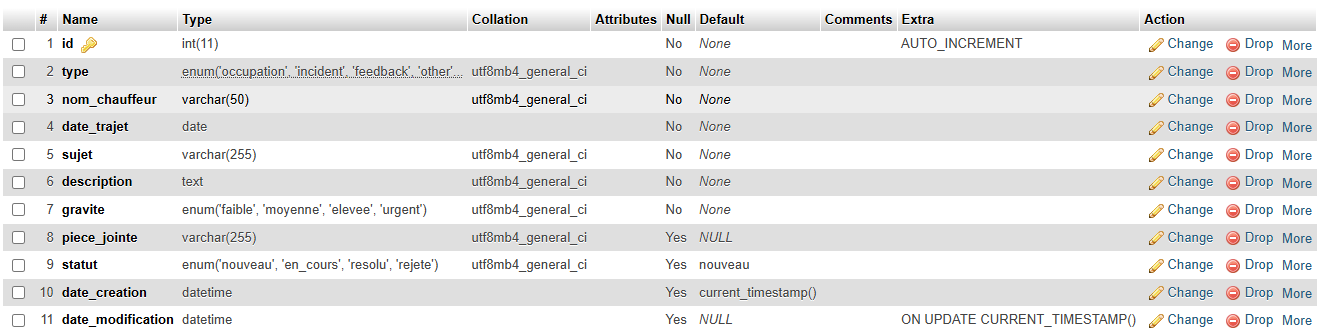 # Name Type Collation Attributes Null Default Comments Extra Action
1 id int(11) No None AUTO_INCREMENT Change Drop More
2 type enum('occupation', 'incident', 'feedback', 'other'... utf8mb4_general_ci No None Change Drop More
3 nom_chauffeur varchar(50) utf8mb4_general_ci No None Change Drop More
4 date_trajet date No None Change Drop More
5 sujet varchar(255) utf8mb4_general_ci No None Change Drop More
6 description text utf8mb4_general_ci No None Change Drop More
7 gravite enum('faible', 'moyenne', 'elevee', 'urgent') utf8mb4_general_ci No None Change Drop More
8 piece_jointe varchar(255) utf8mb4_general_ci Yes NULL Change Drop More
9 statut enum('nouveau', 'en_cours', 'resolu', 'rejete') utf8mb4_general_ci Yes nouveau Change Drop More
10 date_creation datetime Yes current_timestamp() Change Drop More
11 date_modification datetime Yes NULL ON UPDATE CURRENT_TIMESTAMP() Change Drop More